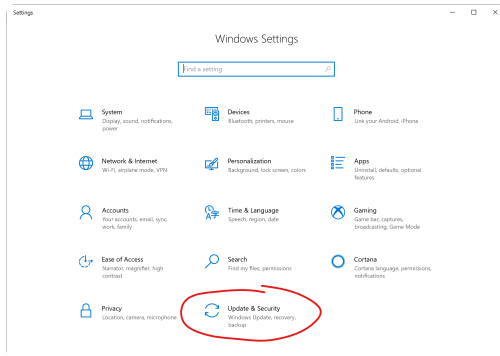 Settings
Windows Settings
Find a setting
System
Display, sound, notifications,
power
Devices
Bluetooth, printers, mouse
Phone
Link your Android, iPhone
Network & Internet
Wi-Fi, airplane mode, VPN
Personalization
Background, lock screen, colors
Apps
Uninstall, defaults, optional
features
Accounts
Your accounts, email, sync,
work, family
Time & Language
Speech, region, date
Gaming
Game bar, captures,
broadcasting, Game Mode
Ease of Access
Narrator, magnifier, high
contrast
Search
Find my files, permissions
Cortana
Cortana language, permissions,
notifications
Privacy
Location, camera, microphone
Update & Security
Windows Update, recovery,
backup